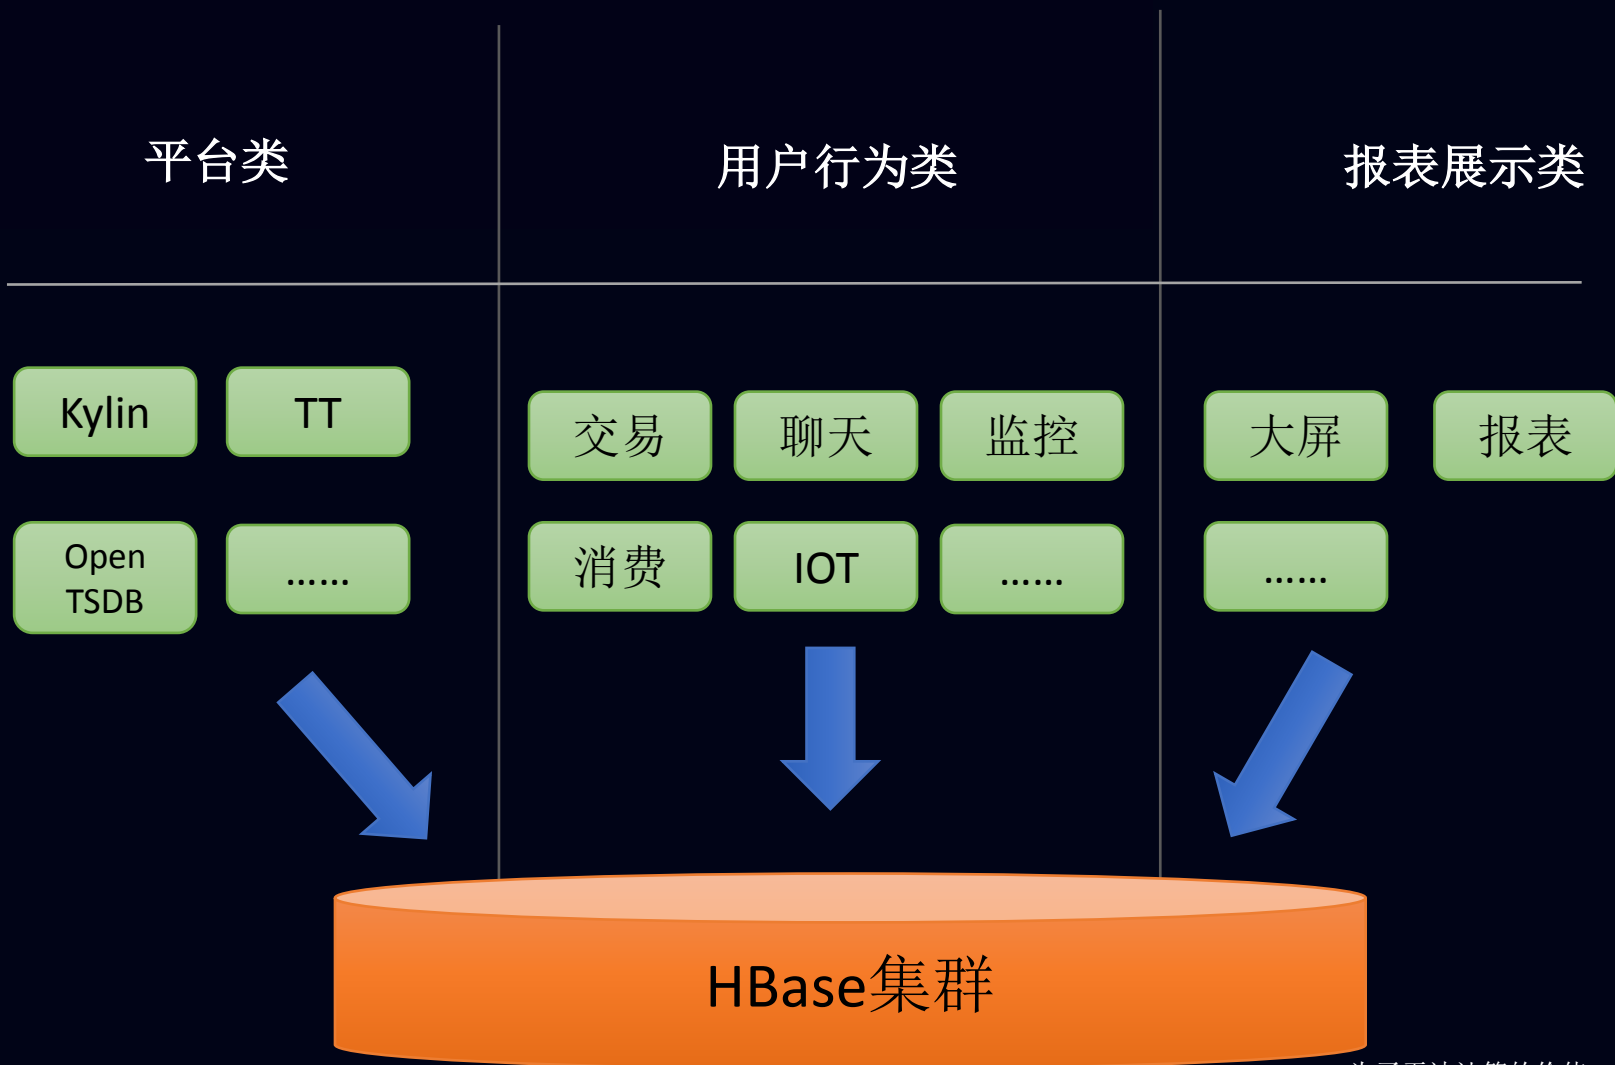 平台类
用户行为类
报表展示类
Kylin
TT
Open
TSDB
……
交易
聊天
监控
消费
IOT
……
大屏
报表
……
HBase集群